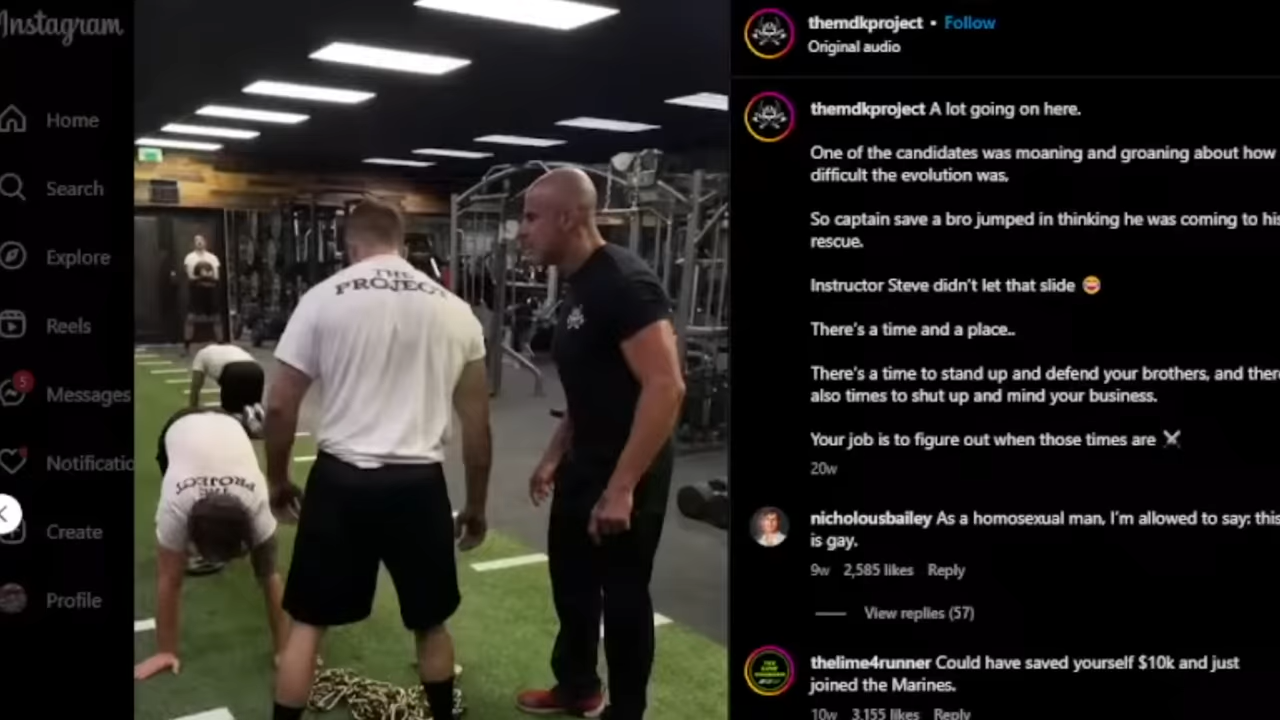 Instagram
Home
Search
Explore
Reels
5
Messages
Notificatio
Create
Profile
THE
PROJECT
THE
PROJECT
themdkproject • Follow
Original audio
themdkproject A lot going on here.
One of the candidates was moaning and groaning about how
difficult the evolution was.
So captain save a bro jumped in thinking he was coming to his
rescue.
Instructor Steve didn't let that slide 😂
There's a time and a place..
There's a time to stand up and defend your brothers, and there
also times to shut up and mind your business.
Your job is to figure out when those times are ⚔️
20w
nicholousbailey As a homosexual man, I'm allowed to say: this
is gay.
9w 2,585 likes Reply
View replies (57)
thelime4runner Could have saved yourself $10k and just
joined the Marines.
10w 3,155 likes Reply